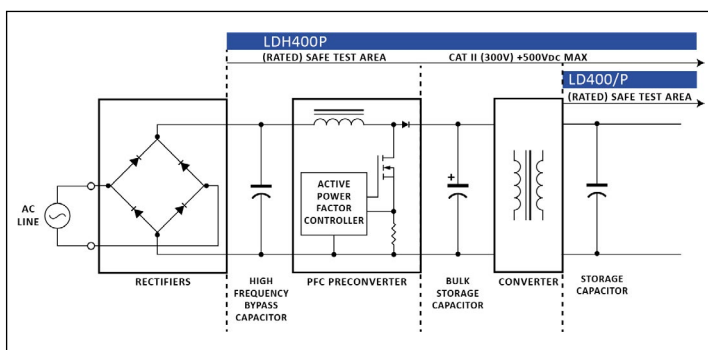 LDH400P
(RATED) SAFE TEST AREA CAT II (300V) +500VDC MAX
LD400/P
(RATED) SAFE TEST AREA
AC
LINE
ACTIVE
POWER
FACTOR
CONTROLLER
+
RECTIFIERS
HIGH
FREQUENCY
BYPASS
CAPACITOR
PFC PRECONVERTER
BULK
STORAGE
CAPACITOR
CONVERTER
STORAGE
CAPACITOR